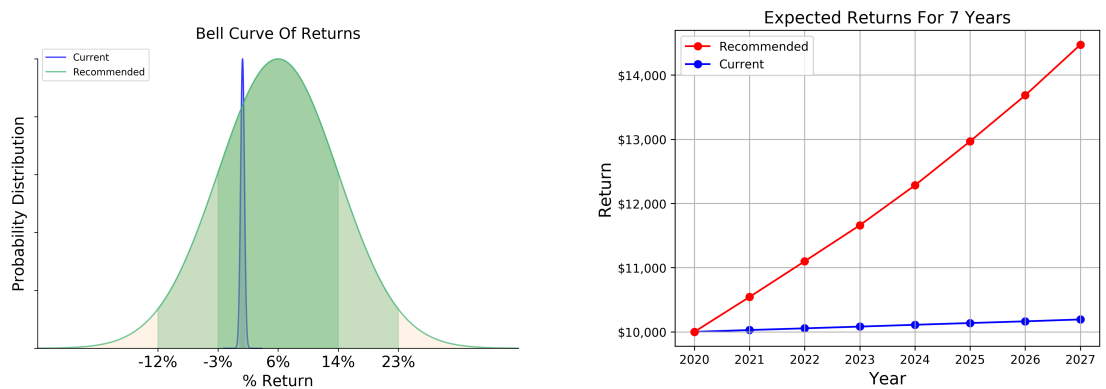 Bell Curve Of Returns
Current
Recommended
Probability Distribution
-12% -3% 6% 14% 23%
% Return
Expected Returns For 7 Years
Recommended
Current
Return
$14,000
$13,000
$12,000
$11,000
$10,000
2020 2021 2022 2023 2024 2025 2026 2027
Year